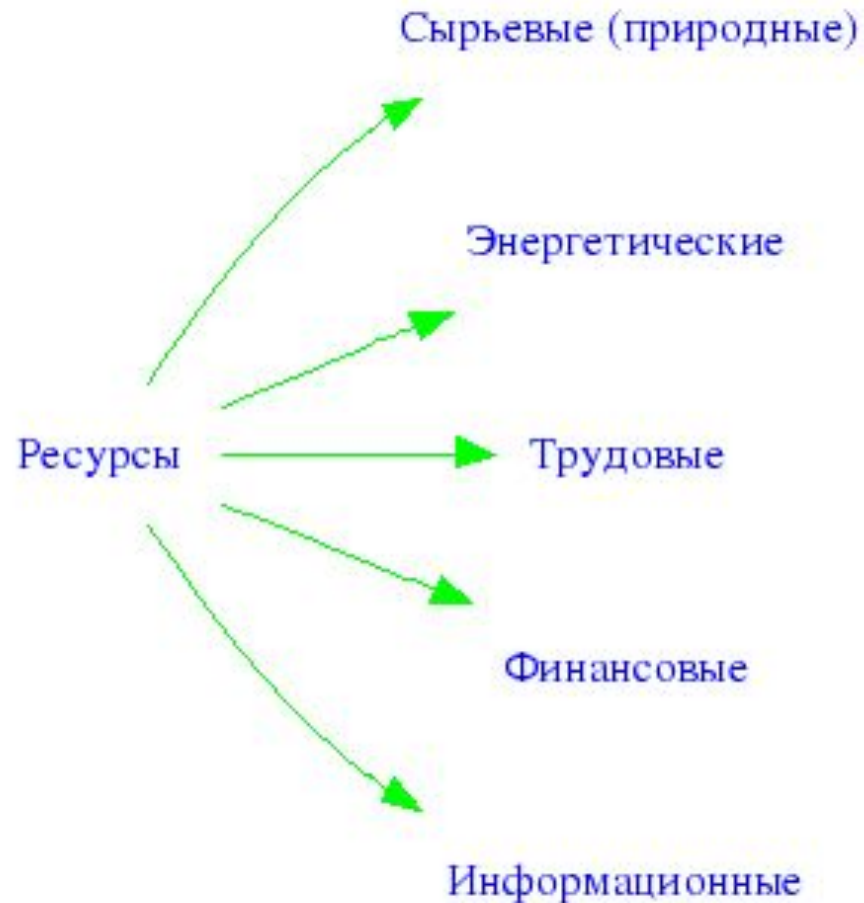 Сырьевые (природные)
Энергетические
Ресурсы
Трудовые
Финансовые
Информационные